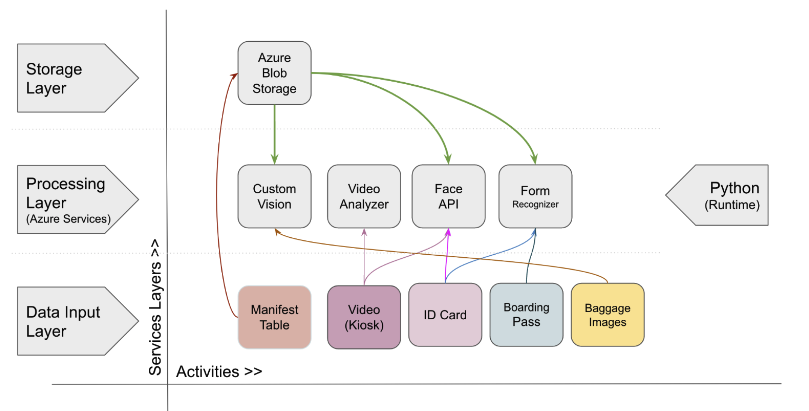 Storage
Layer
Azure
Blob
Storage
Processing
Layer
(Azure Services)
Custom
Vision
Video
Analyzer
Face
API
Form
Recognizer
Python
(Runtime)
Data Input
Layer
Services Layers >>
Manifest
Table
Video
(Kiosk)
ID Card
Boarding
Pass
Baggage
Images
Activities >>